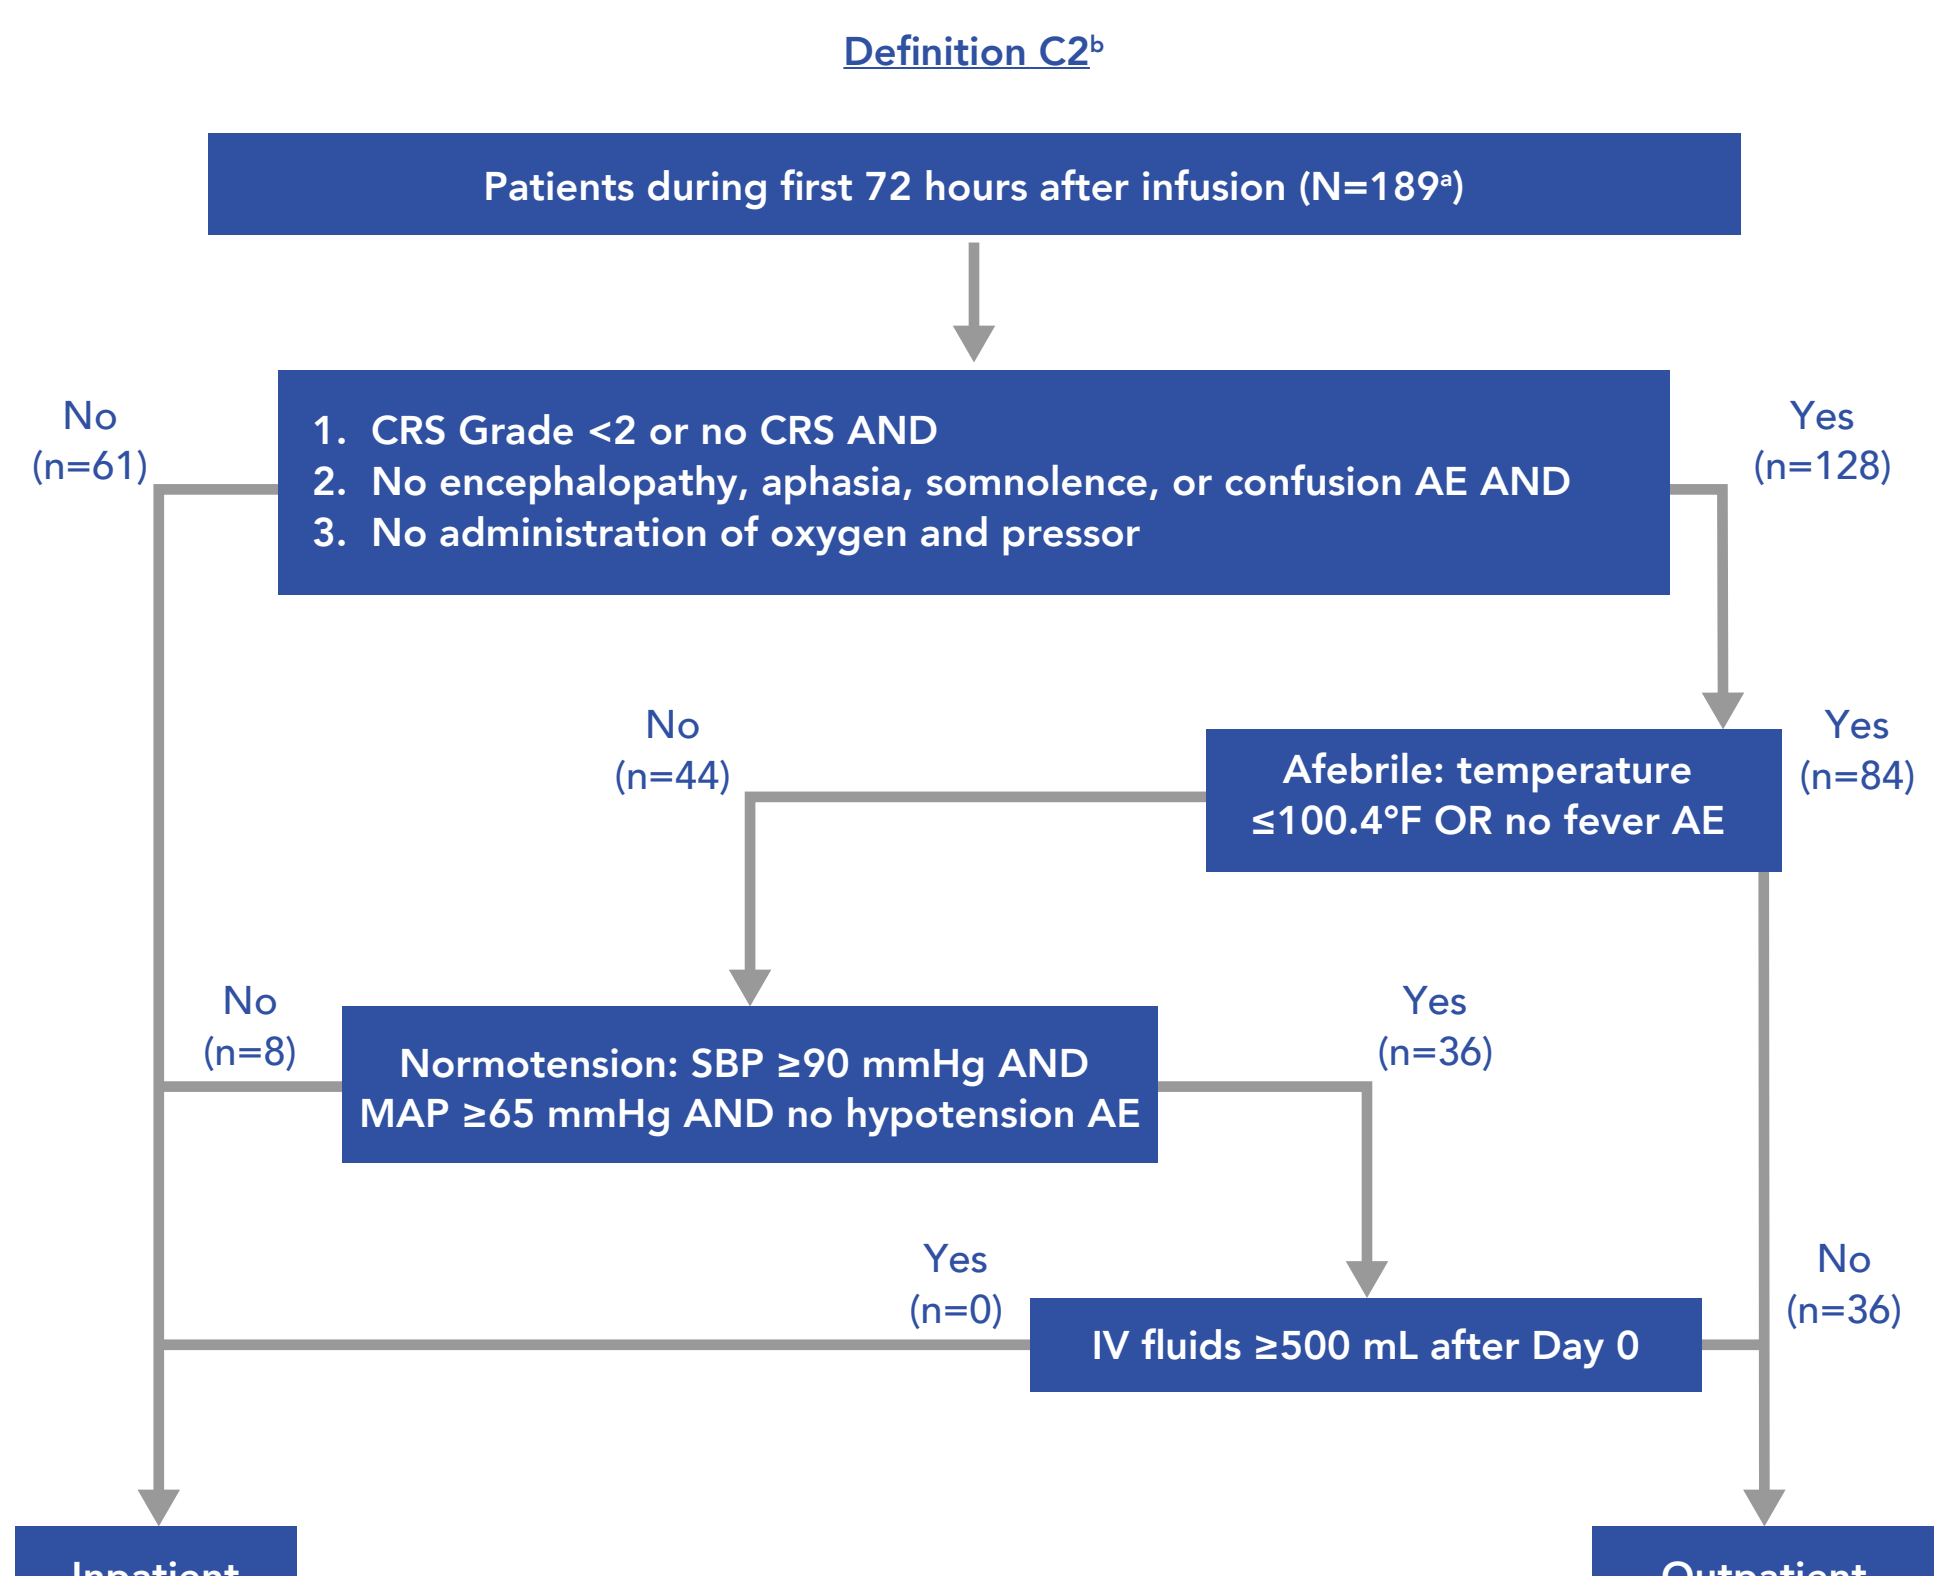 Definition C2ᵇ
Patients during first 72 hours after infusion (N=189ᵃ)
No
(n=61)
Yes
(n=128)
1. CRS Grade <2 or no CRS AND
2. No encephalopathy, aphasia, somnolence, or confusion AE AND
3. No administration of oxygen and pressor
No
(n=44)
Yes
(n=84)
Afebrile: temperature
≤100.4°F OR no fever AE
No
(n=8)
Yes
(n=36)
Normotension: SBP ≥90 mmHg AND
MAP ≥65 mmHg AND no hypotension AE
Yes
(n=0)
No
(n=36)
IV fluids ≥500 mL after Day 0
Inpatient
Outpatient